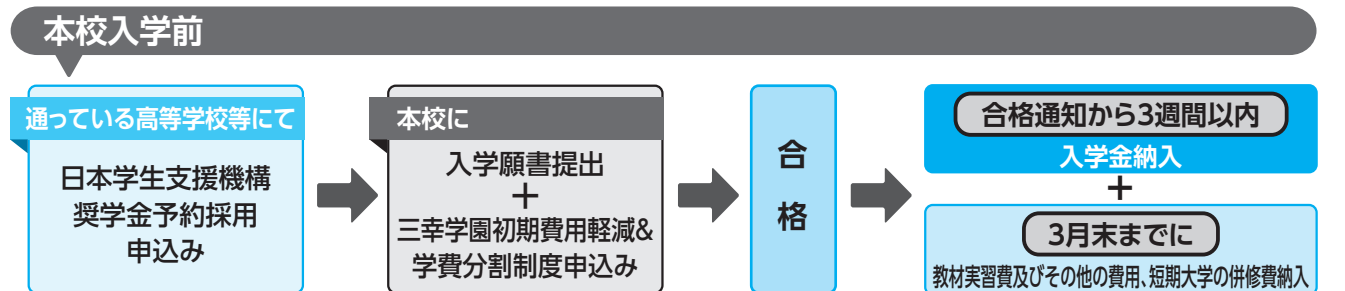 本校入学前
通っている高等学校等にて
日本学生支援機構
奨学金予約採用
申込み
本校に
入学願書提出
+
三幸学園初期費用軽減&
学費分割制度申込み
合
格
合格通知から3週間以内
入学金納入
+
3月末までに
教材実習費及びその他の費用、短期大学の併修費納入